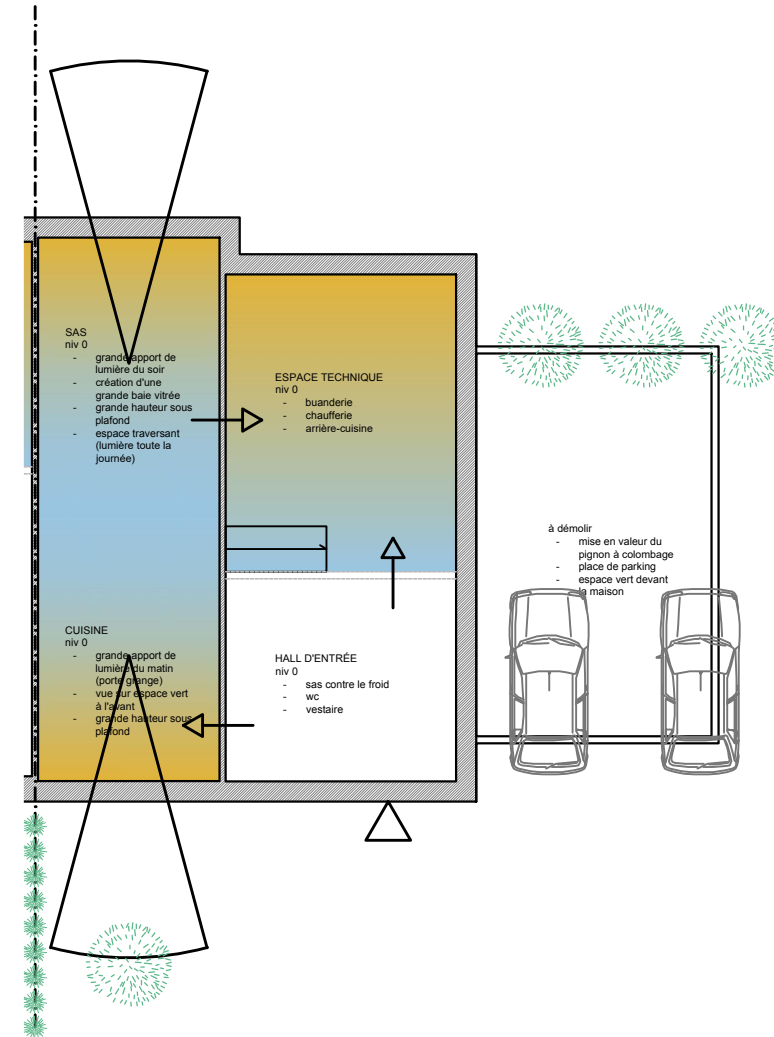 SAS
niv 0
- grande apport de
lumière du soir
- création d'une
grande baie vitrée
- grande hauteur sous
plafond
- espace traversant
(lumière toute la
journée)
ESPACE TECHNIQUE
niv 0
- buanderie
- chaufferie
- arrière-cuisine
à démolir
- mise en valeur du
pignon à colombage
- place de parking
- espace vert devant
la maison
CUISINE
niv 0
- grande apport de
lumière du matin
(porte grange)
- vue sur espace vert
à l'avant
- grande hauteur sous
plafond
HALL D'ENTRÉE
niv 0
- sas contre le froid
- wc
- vestaire